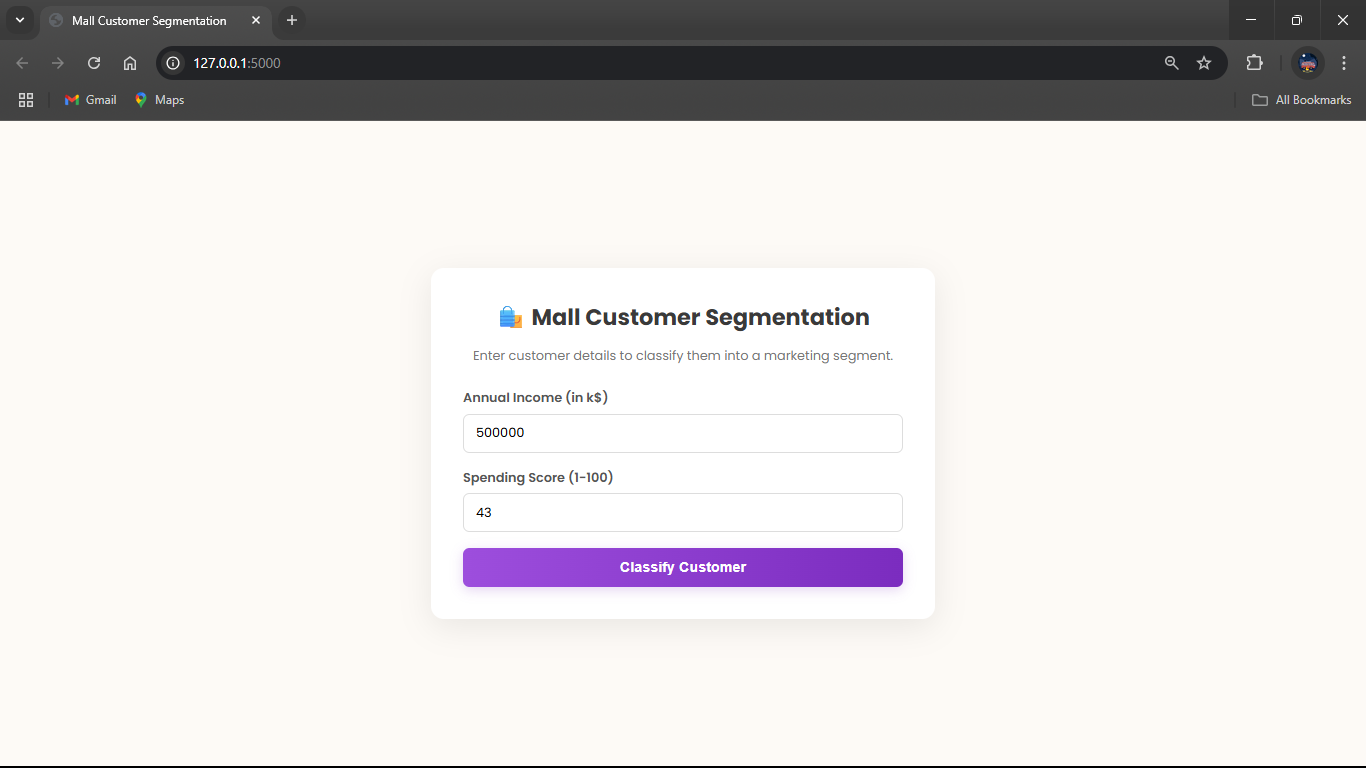 Mall Customer Segmentation
127.0.0.1:5000
Gmail
Maps
All Bookmarks
Mall Customer Segmentation
Enter customer details to classify them into a marketing segment.
Annual Income (in k$)
500000
Spending Score (1-100)
43
Classify Customer